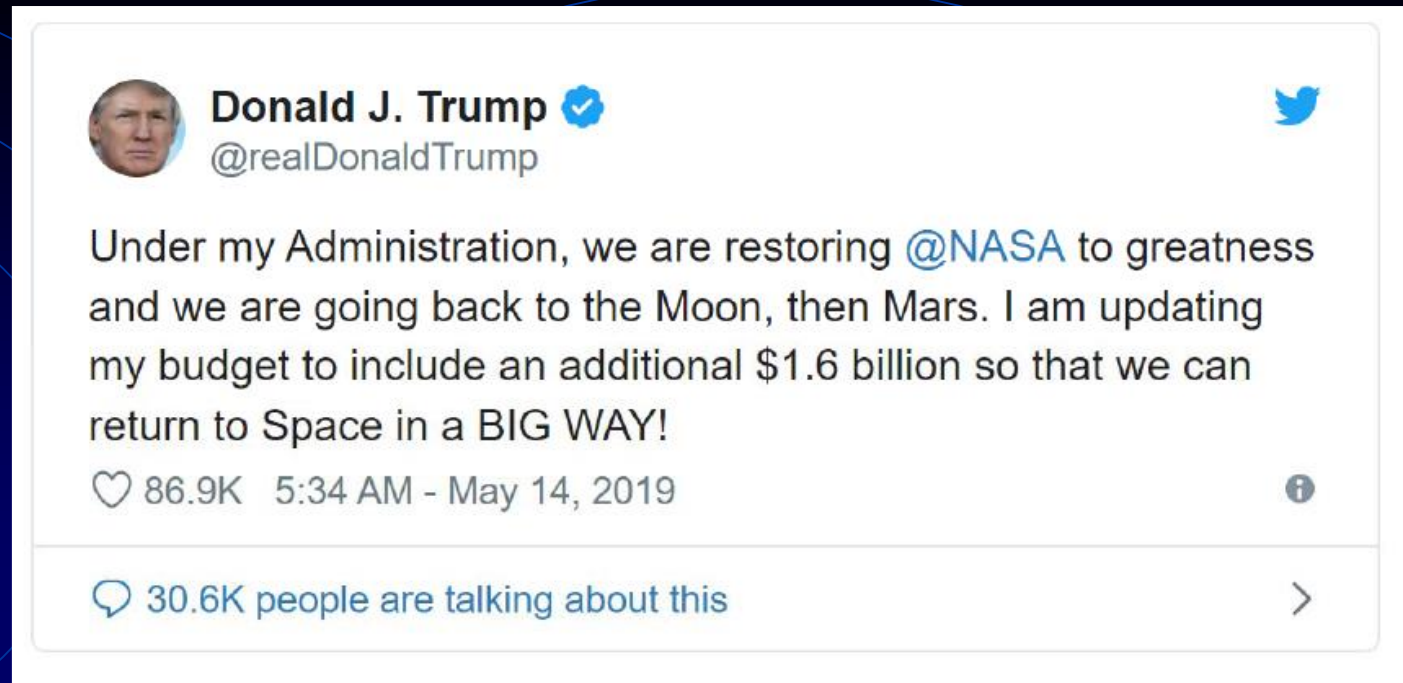 Donald J. Trump
@realDonaldTrump
Under my Administration, we are restoring @NASA to greatness
and we are going back to the Moon, then Mars. I am updating
my budget to include an additional $1.6 billion so that we can
return to Space in a BIG WAY!
86.9K 5:34 AM - May 14, 2019
30.6K people are talking about this